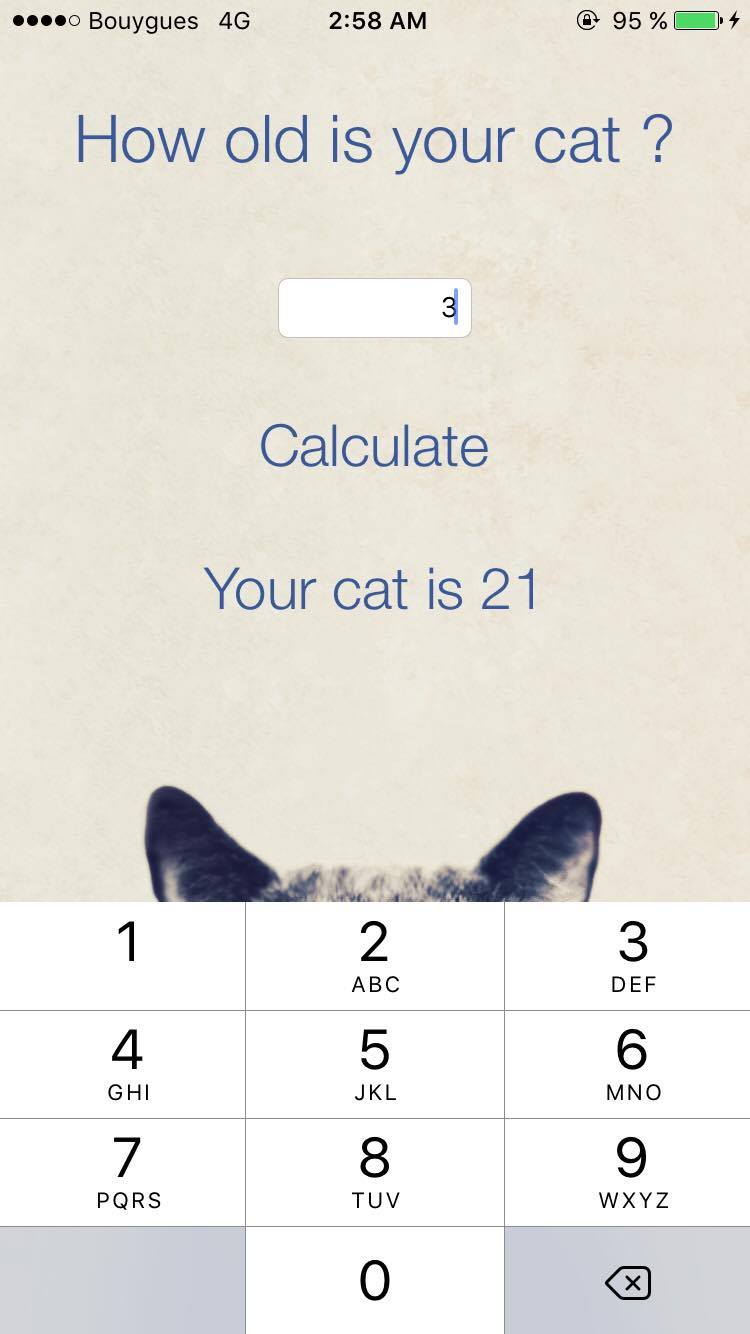 Bouygues 4G 2:58 AM 95 %
How old is your cat ?
3
Calculate
Your cat is 21
1 2 3
ABC DEF
4 5 6
GHI JKL MNO
7 8 9
PQRS TUV WXYZ
0